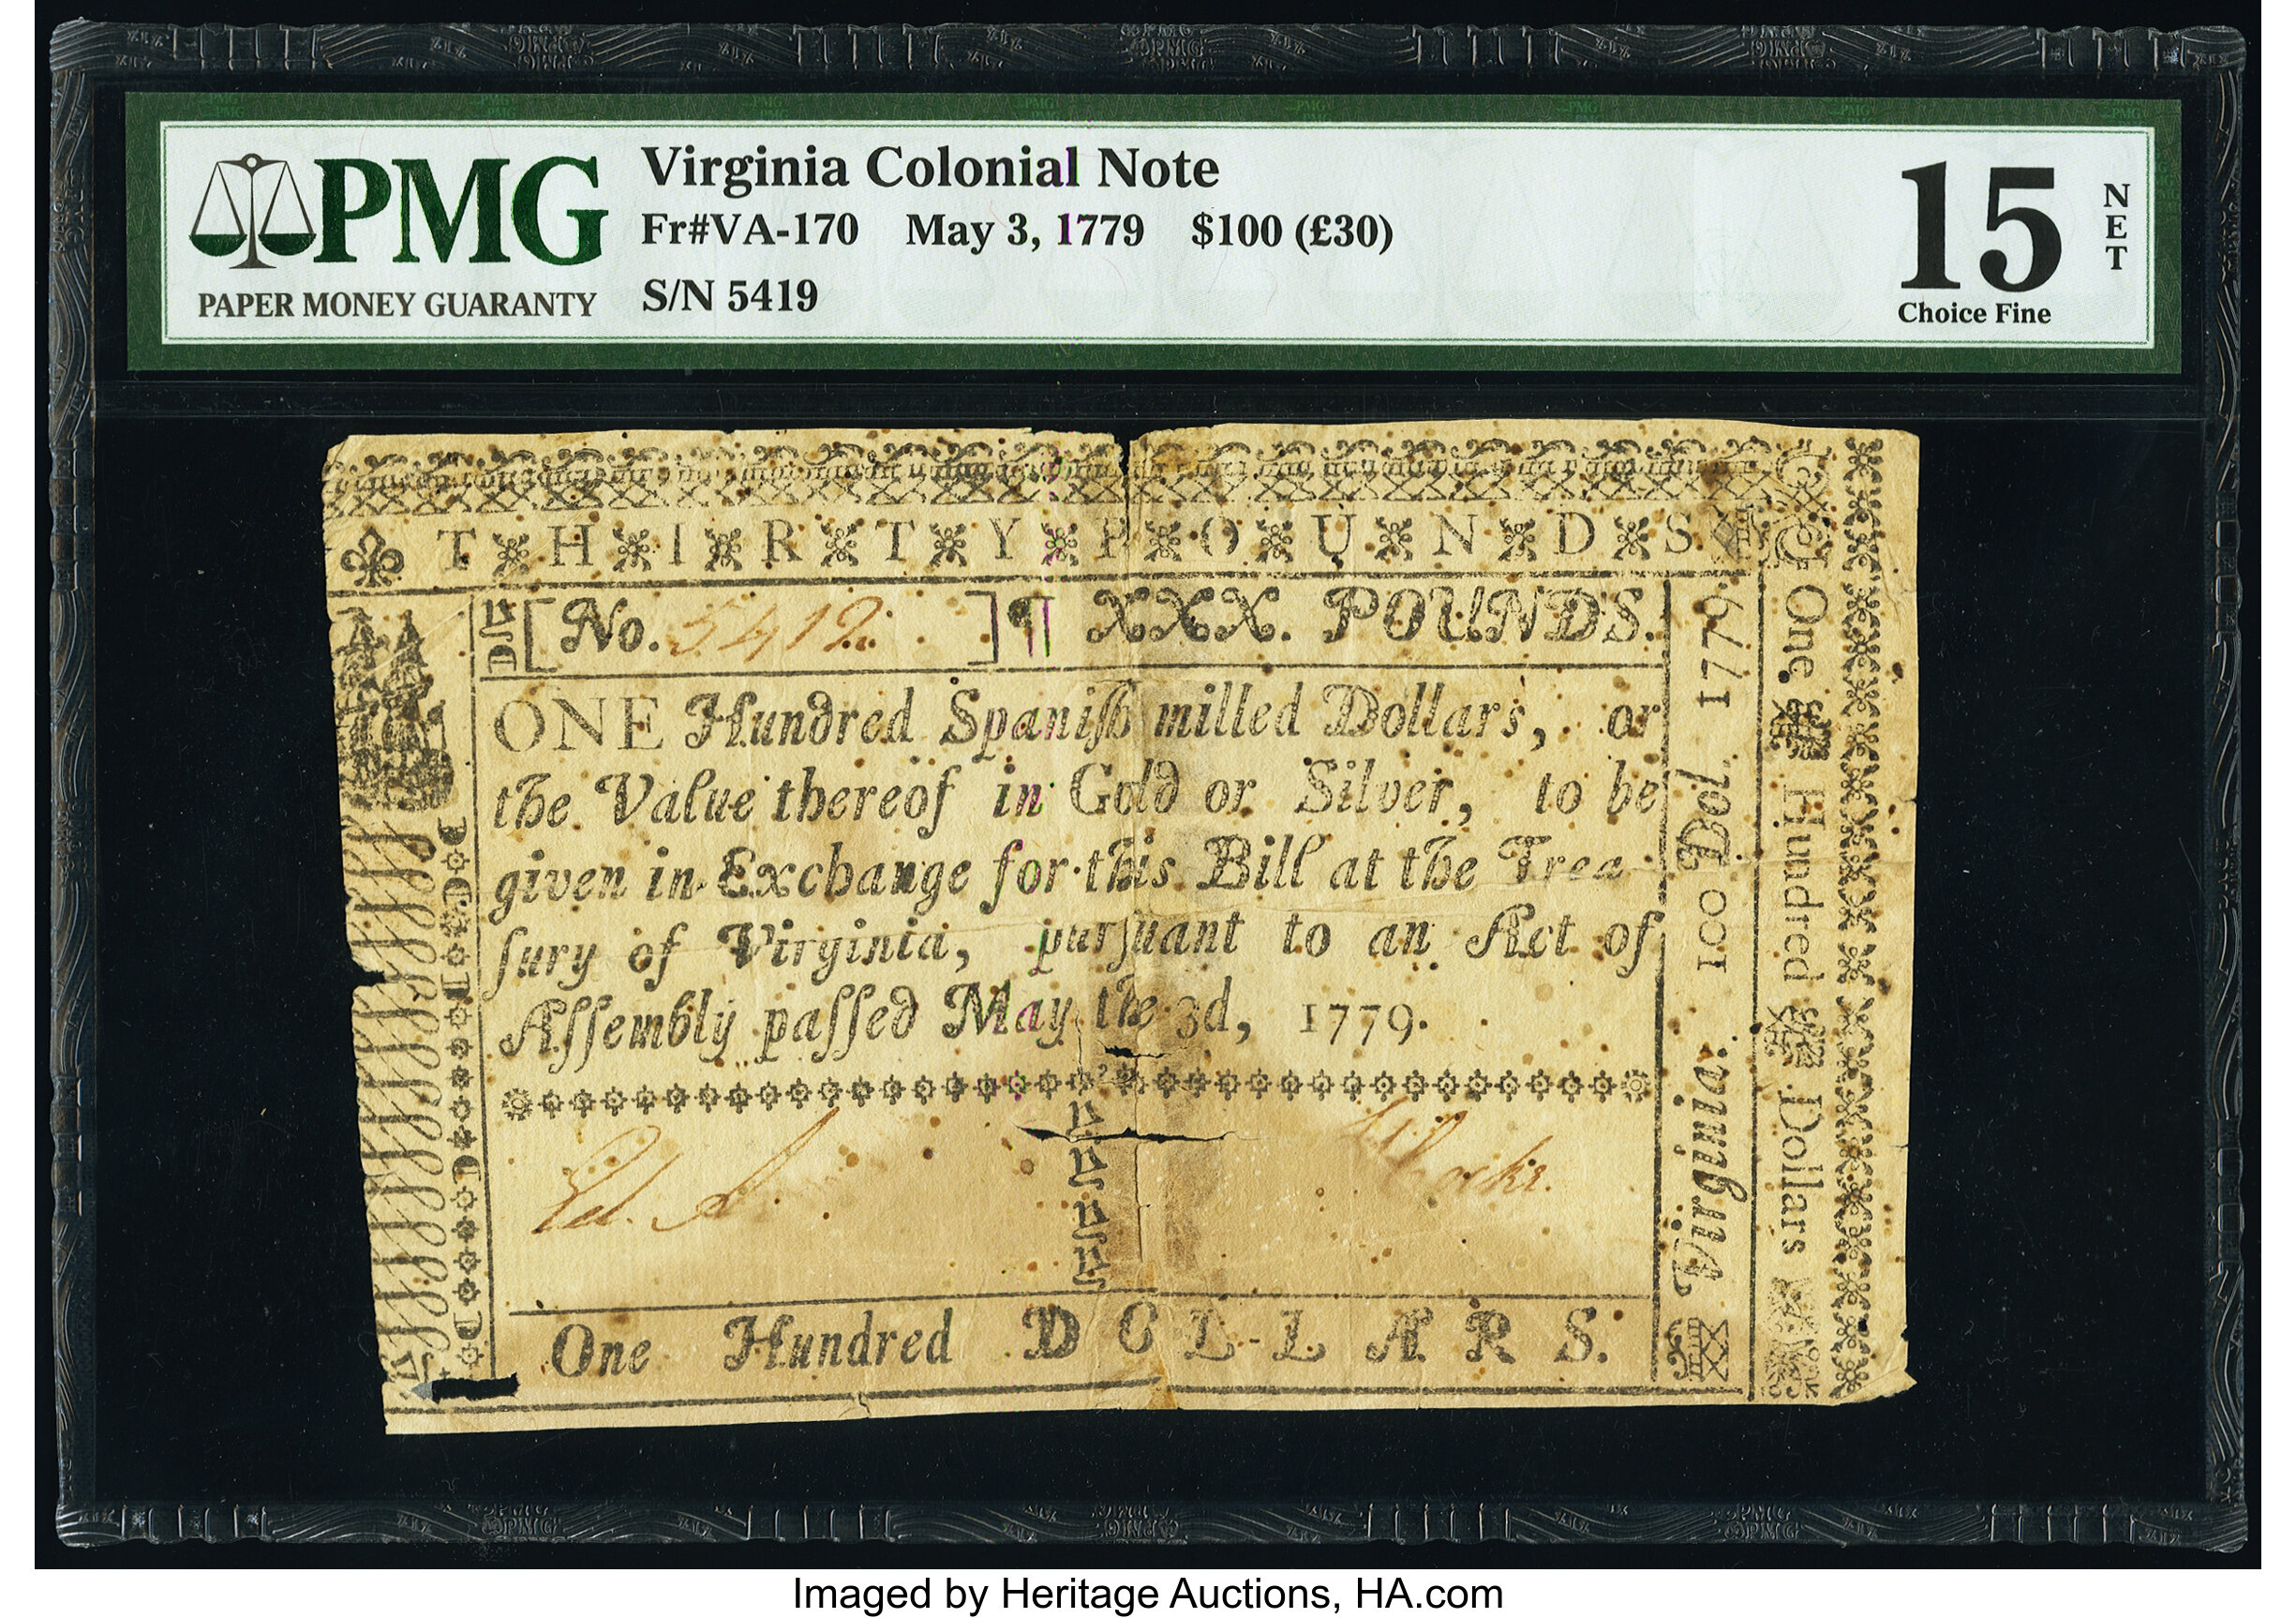 PMG
PAPER MONEY GUARANTY
Virginia Colonial Note
Fr#VA-170 May 3, 1779 $100 (£30)
S/N 5419
15
NET
Choice Fine
THIRTY POUNDS
[No. 5412 ]¶ XXX. POUNDS.
ONE Hundred Spaniſh milled Dollars, or
the Value thereof in Gold or Silver, to be
given in Exchange for this Bill at the Trea
ſury of Virginia, purſuant to an Act of
Aſſembly paſſed May the 3d, 1779.
One Hundred DOLLARS.
Virginia. 100 Dol. 1779
One Hundred Dollars
Imaged by Heritage Auctions, HA.com